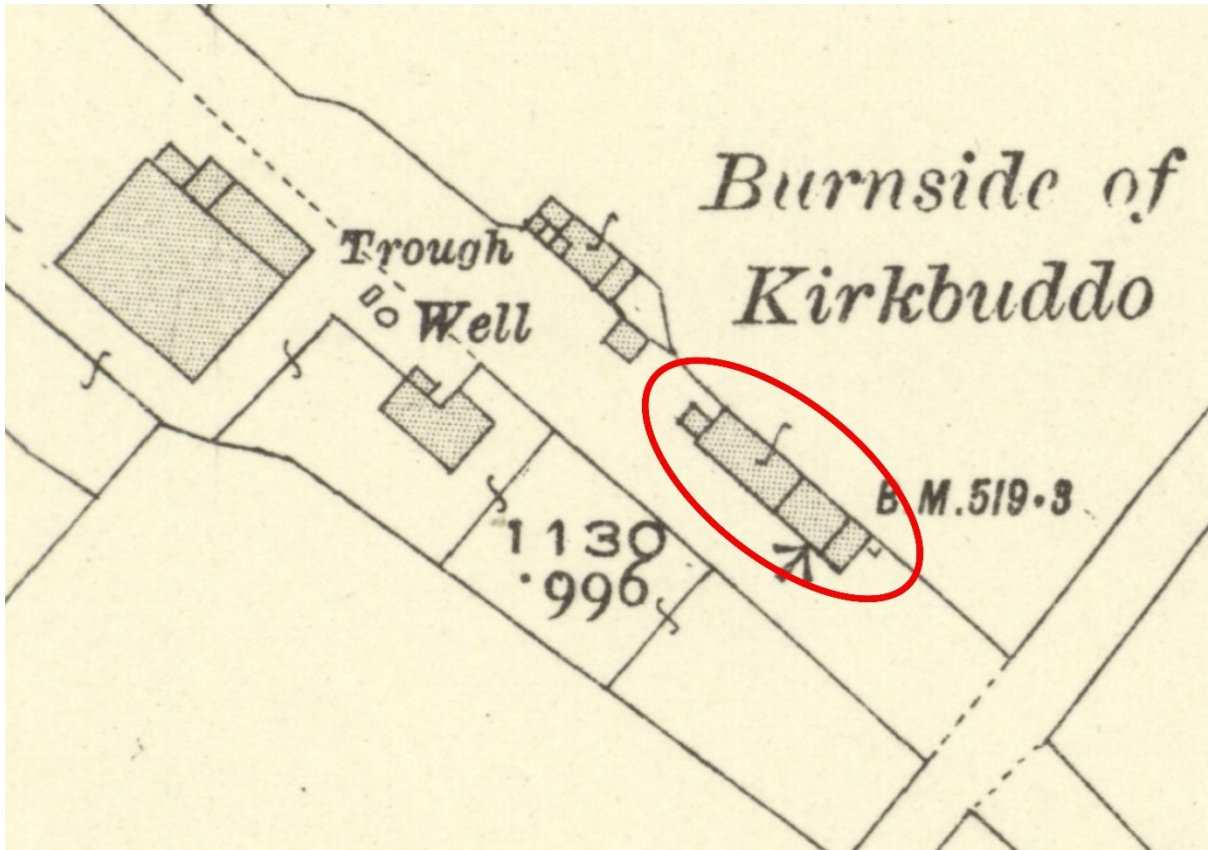 Burnside of
Kirkbuddo
Trough
Well
B.M.519·3
1130
·996